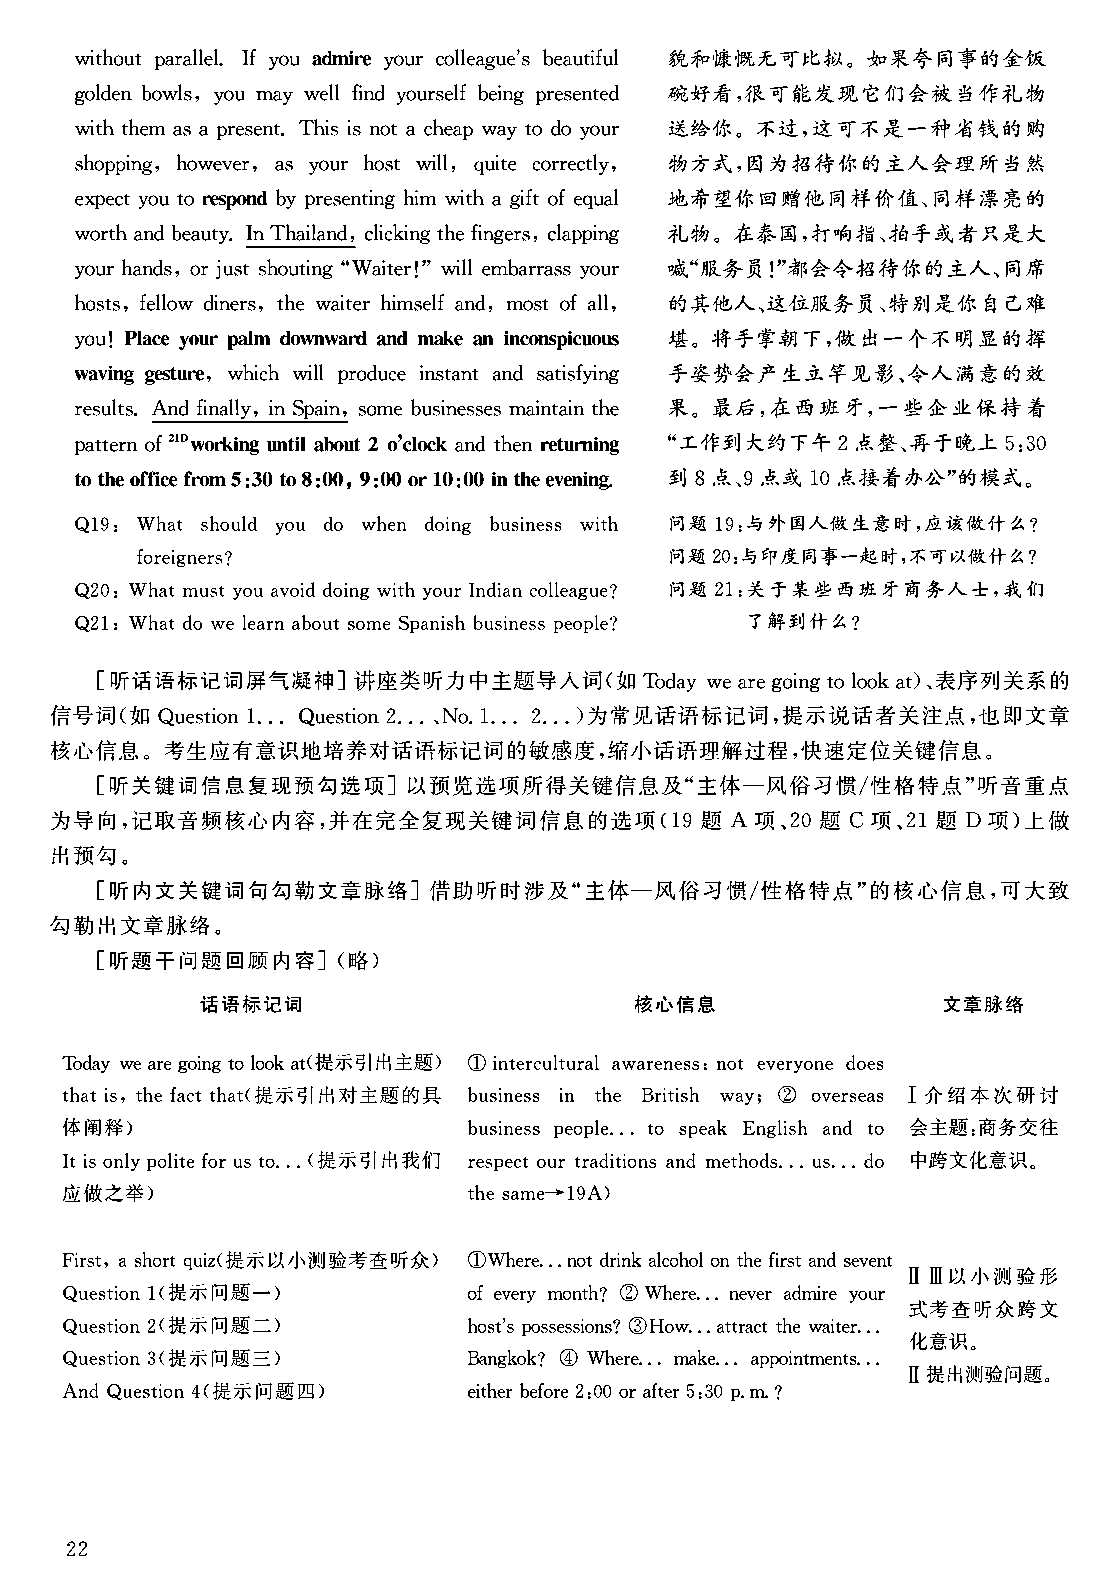 without parallel. If you admire your colleague's beautiful
golden bowls, you may well find yourself being presented
with them as a present. This is not a cheap way to do your
shopping, however, as your host will, quite correctly,
expect you to respond by presenting him with a gift of equal
worth and beauty. In Thailand, clicking the fingers, clapping
your hands, or just shouting “Waiter!” will embarrass your
hosts, fellow diners, the waiter himself and, most of all,
you! Place your palm downward and make an inconspicuous
waving gesture, which will produce instant and satisfying
results. And finally, in Spain, some businesses maintain the
pattern of 21D working until about 2 o'clock and then returning
to the office from 5:30 to 8:00, 9:00 or 10:00 in the evening.
Q19: What should you do when doing business with
foreigners?
Q20: What must you avoid doing with your Indian colleague?
Q21: What do we learn about some Spanish business people?
貌和慷慨无可比拟。如果夸同事的金饭
碗好看,很可能发现它们会被当作礼物
送给你。不过,这可不是一种省钱的购
物方式,因为招待你的主人会理所当然
地希望你回赠他同样价值、同样漂亮的
礼物。在泰国,打响指、拍手或者只是大
喊“服务员!”都会令招待你的主人、同席
的其他人、这位服务员、特别是你自己难
堪。将手掌朝下,做出一个不明显的挥
手姿势会产生立竿见影、令人满意的效
果。最后,在西班牙,一些企业保持着
“工作到大约下午2点整、再于晚上5:30
到8点、9点或10点接着办公”的模式。
问题19:与外国人做生意时,应该做什么?
问题20:与印度同事一起时,不可以做什么?
问题21:关于某些西班牙商务人士,我们
了解到什么?
[听话语标记词屏气凝神]讲座类听力中主题导入词(如 Today we are going to look at)、表序列关系的
信号词(如 Question 1... Question 2...、No. 1... 2...)为常见话语标记词,提示说话者关注点,也即文章
核心信息。考生应有意识地培养对话语标记词的敏感度,缩小话语理解过程,快速定位关键信息。
[听关键词信息复现预勾选项]以预览选项所得关键信息及“主体—风俗习惯/性格特点”听音重点
为导向,记取音频核心内容,并在完全复现关键词信息的选项(19题A项、20题C项、21题D项)上做
出预勾。
[听内文关键词句勾勒文章脉络]借助听时涉及“主体—风俗习惯/性格特点”的核心信息,可大致
勾勒出文章脉络。
[听题干问题回顾内容](略)
话语标记词 核心信息 文章脉络
Today we are going to look at(提示引出主题)
that is, the fact that(提示引出对主题的具
体阐释)
It is only polite for us to...(提示引出我们
应做之举)
① intercultural awareness: not everyone does
business in the British way; ② overseas
business people... to speak English and to
respect our traditions and methods... us... do
the same→19A)
Ⅰ介绍本次研讨
会主题:商务交往
中跨文化意识。
First, a short quiz(提示以小测验考查听众)
Question 1(提示问题一)
Question 2(提示问题二)
Question 3(提示问题三)
And Question 4(提示问题四)
①Where...not drink alcohol on the first and sevent
of every month? ② Where... never admire your
host's possessions? ③How...attract the waiter...
Bangkok? ④ Where... make... appointments...
either before 2:00 or after 5:30 p.m.?
Ⅱ Ⅲ以小测验形
式考查听众跨文
化意识。
Ⅱ提出测验问题。
22